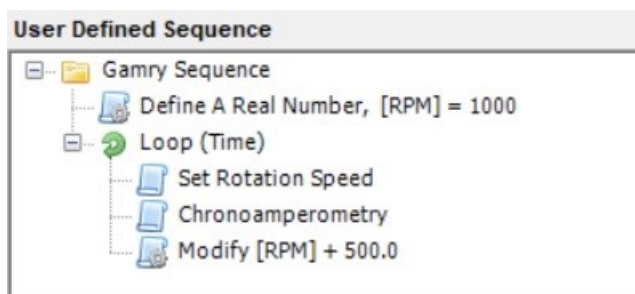 User Defined Sequence
Gamry Sequence
Define A Real Number, [RPM] = 1000
Loop (Time)
Set Rotation Speed
Chronoamperometry
Modify [RPM] + 500.0